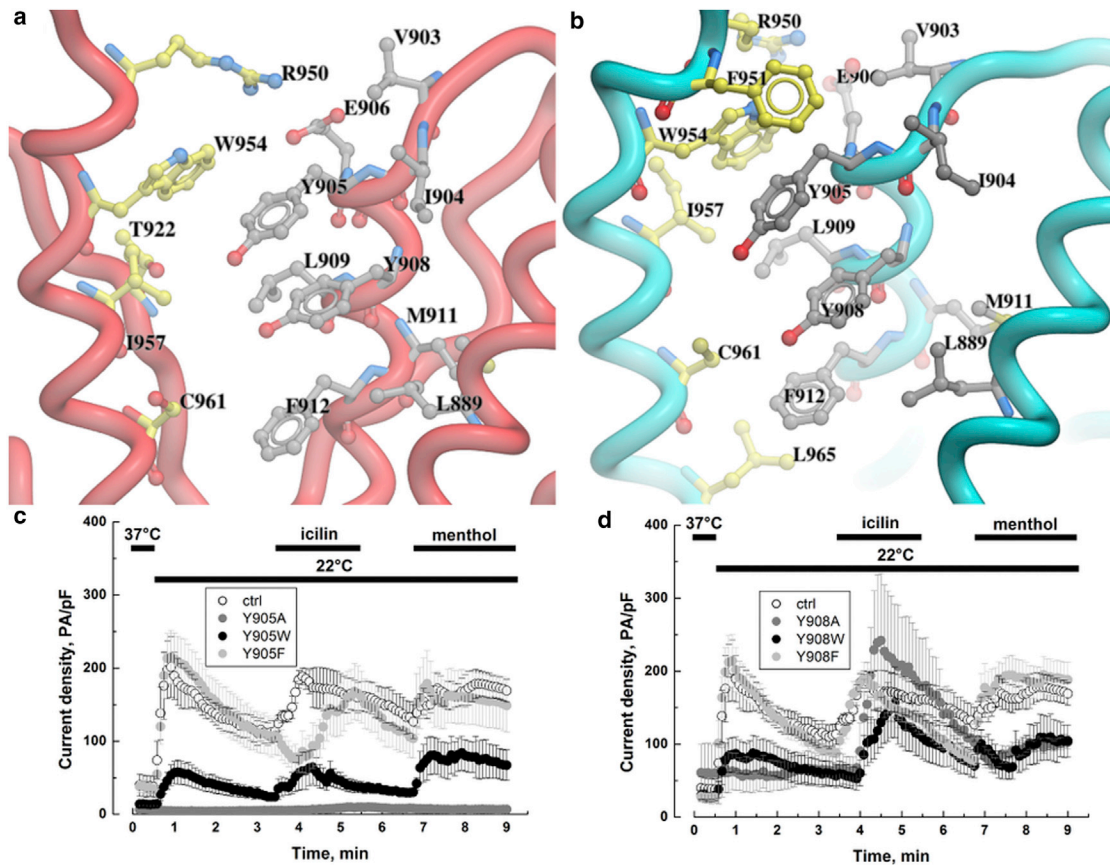 a
V903
R950
E906
W954
Y905
I904
T922
L909
Y908
M911
I957
C961
F912
L889
b
R950
V903
F951
E906
W954
Y905
I904
I957
L909
M911
Y908
L889
C961
F912
L965
c
400
37°C
icilin
menthol
22°C
300
ctrl
Y905A
Y905W
Y905F
200
100
0
Current density, PA/pF
0 1 2 3 4 5 6 7 8 9
Time, min
d
400
37°C
icilin
menthol
22°C
300
ctrl
Y908A
Y908W
Y908F
200
100
0
Current density, PA/pF
0 1 2 3 4 5 6 7 8 9
Time, min